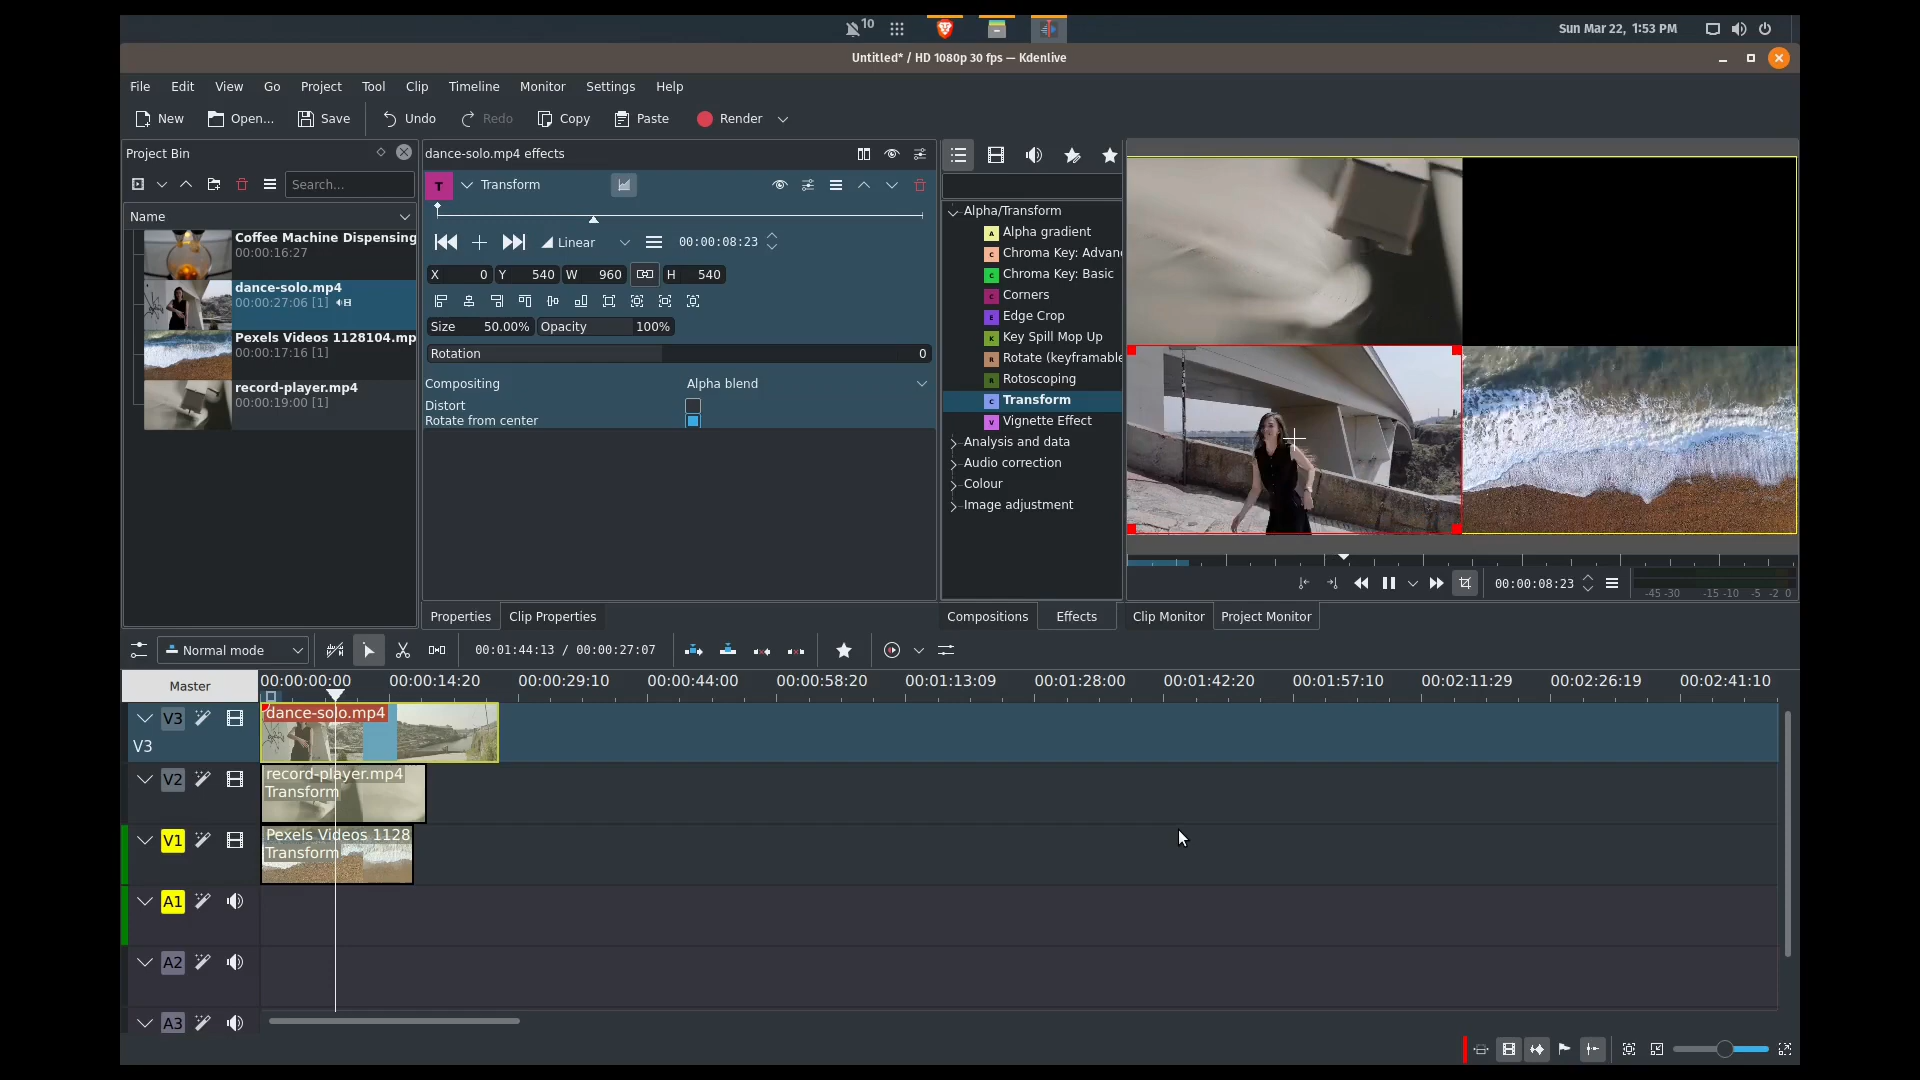 10
Sun Mar 22, 1:53 PM
Untitled* / HD 1080p 30 fps — Kdenlive
File Edit View Go Project Tool Clip Timeline Monitor Settings Help
New Open... Save Undo Redo Copy Paste Render
Project Bin
Search...
Name
Coffee Machine Dispensing
00:00:16:27
dance-solo.mp4
00:00:27:06 [1]
Pexels Videos 1128104.mp
00:00:17:16 [1]
record-player.mp4
00:00:19:00 [1]
dance-solo.mp4 effects
T Transform
Linear 00:00:08:23
X 0 Y 540 W 960 H 540
Size 50.00% Opacity 100%
Rotation 0
Compositing Alpha blend
Distort
Rotate from center
Properties Clip Properties
Alpha/Transform
A Alpha gradient
C Chroma Key: Advan
C Chroma Key: Basic
C Corners
E Edge Crop
K Key Spill Mop Up
R Rotate (keyframable
R Rotoscoping
C Transform
V Vignette Effect
Analysis and data
Audio correction
Colour
Image adjustment
Compositions Effects
00:00:08:23
-45 -30 -15 -10 -5 -2 0
Clip Monitor Project Monitor
Normal mode 00:01:44:13 / 00:00:27:07
Master
00:00:00:00 00:00:14:20 00:00:29:10 00:00:44:00 00:00:58:20 00:01:13:09 00:01:28:00 00:01:42:20 00:01:57:10 00:02:11:29 00:02:26:19 00:02:41:10
V3 dance-solo.mp4
V3
V2 record-player.mp4
Transform
V1 Pexels Videos 1128
Transform
A1
A2
A3